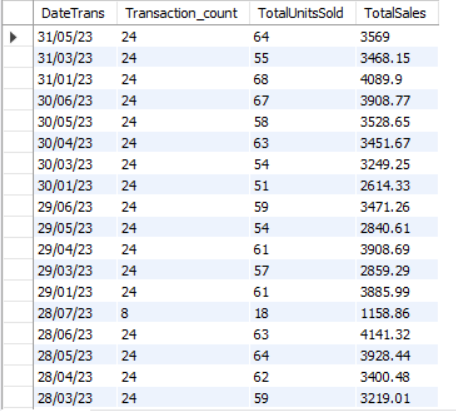 DateTrans Transaction_count TotalUnitsSold TotalSales
31/05/23 24 64 3569
31/03/23 24 55 3468.15
31/01/23 24 68 4089.9
30/06/23 24 67 3908.77
30/05/23 24 58 3528.65
30/04/23 24 63 3451.67
30/03/23 24 54 3249.25
30/01/23 24 51 2614.33
29/06/23 24 59 3471.26
29/05/23 24 54 2840.61
29/04/23 24 61 3908.69
29/03/23 24 57 2859.29
29/01/23 24 61 3885.99
28/07/23 8 18 1158.86
28/06/23 24 63 4141.32
28/05/23 24 64 3928.44
28/04/23 24 62 3400.48
28/03/23 24 59 3219.01